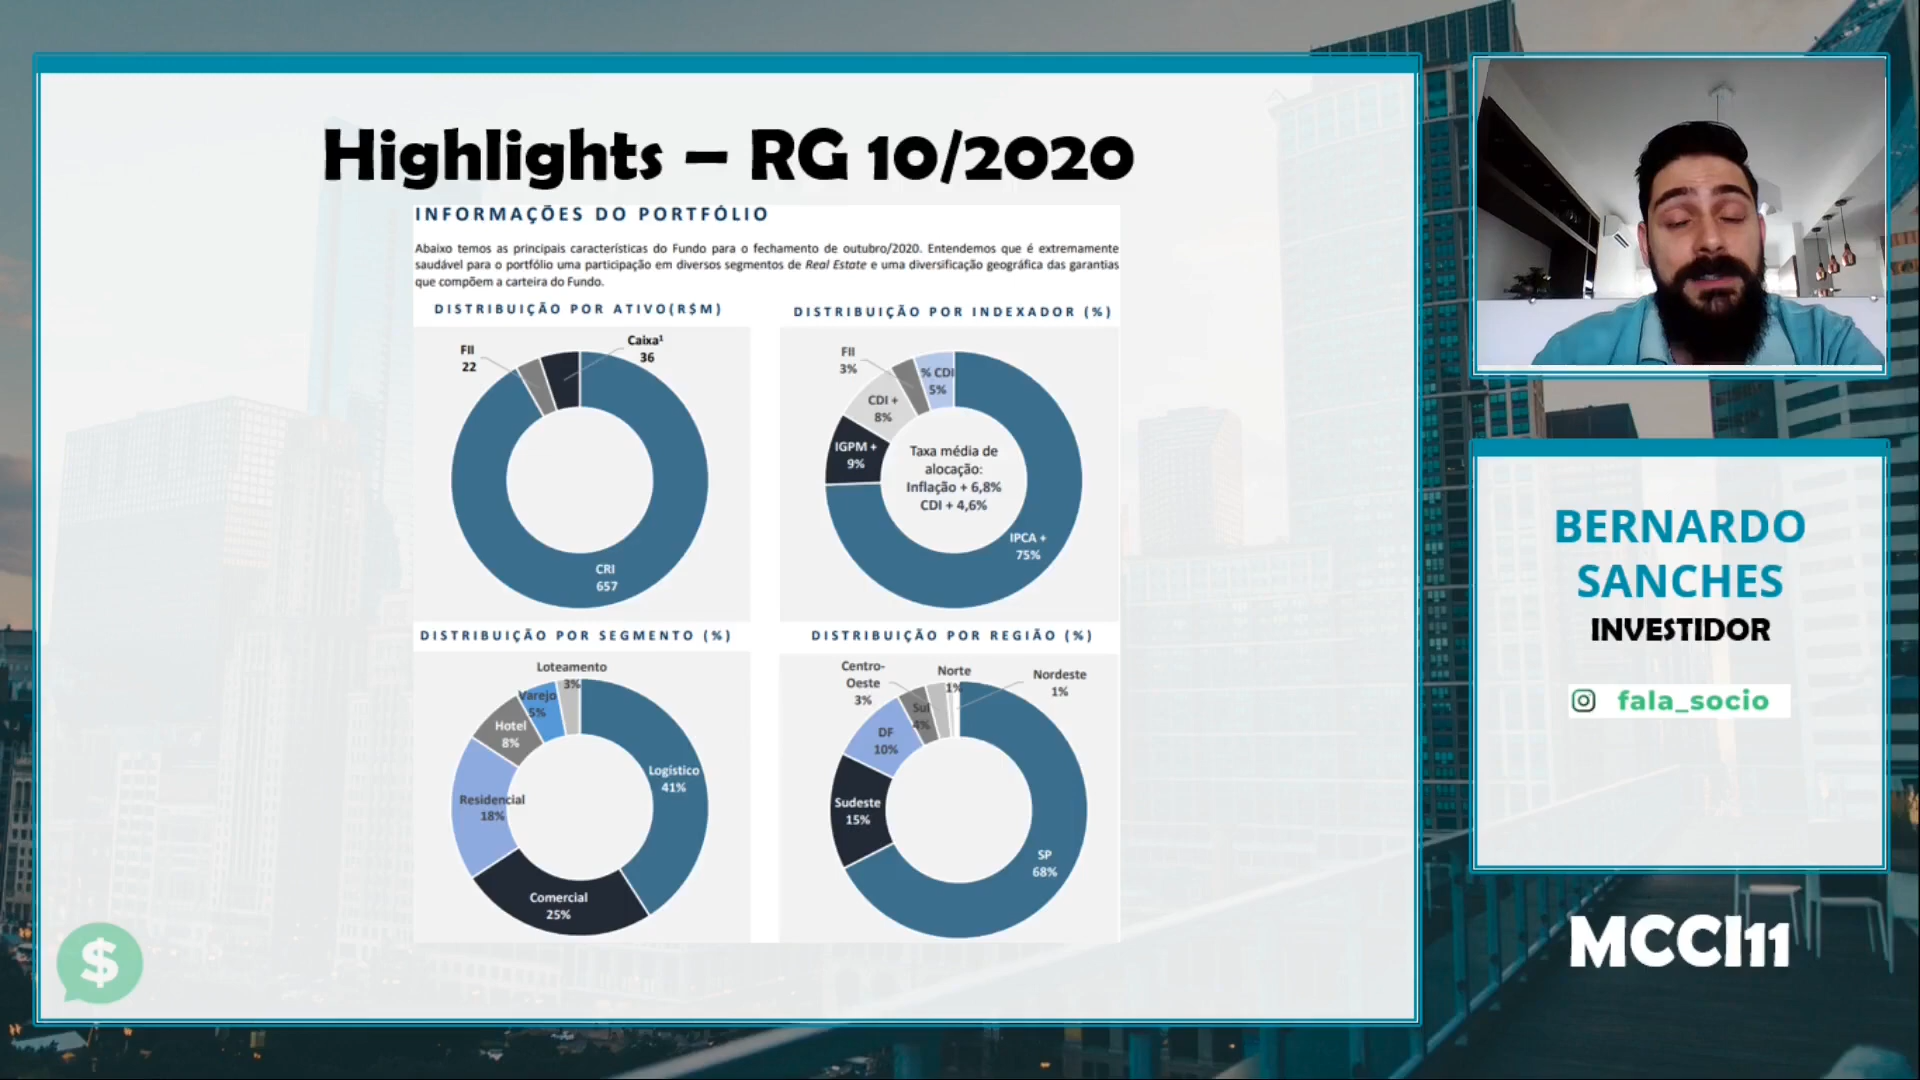 Highlights – RG 10/2020
INFORMAÇÕES DO PORTFÓLIO
Abaixo temos as principais características do Fundo para o fechamento de outubro/2020. Entendemos que é extremamente
saudável para o portfólio uma participação em diversos segmentos de Real Estate e uma diversificação geográfica das garantias
que compõem a carteira do Fundo.
DISTRIBUIÇÃO POR ATIVO(R$M)
FII
22
Caixa¹
36
CRI
657
DISTRIBUIÇÃO POR INDEXADOR (%)
FII
3%
% CDI
5%
CDI +
8%
IGPM +
9%
Taxa média de
alocação:
Inflação + 6,8%
CDI + 4,6%
IPCA +
75%
DISTRIBUIÇÃO POR SEGMENTO (%)
Loteamento
3%
Varejo
5%
Hotel
8%
Logístico
41%
Residencial
18%
Comercial
25%
DISTRIBUIÇÃO POR REGIÃO (%)
Centro-
Oeste
3%
Norte
1%
Nordeste
1%
Sul
4%
DF
10%
Sudeste
15%
SP
68%
$
BERNARDO
SANCHES
INVESTIDOR
fala_socio
MCCI11